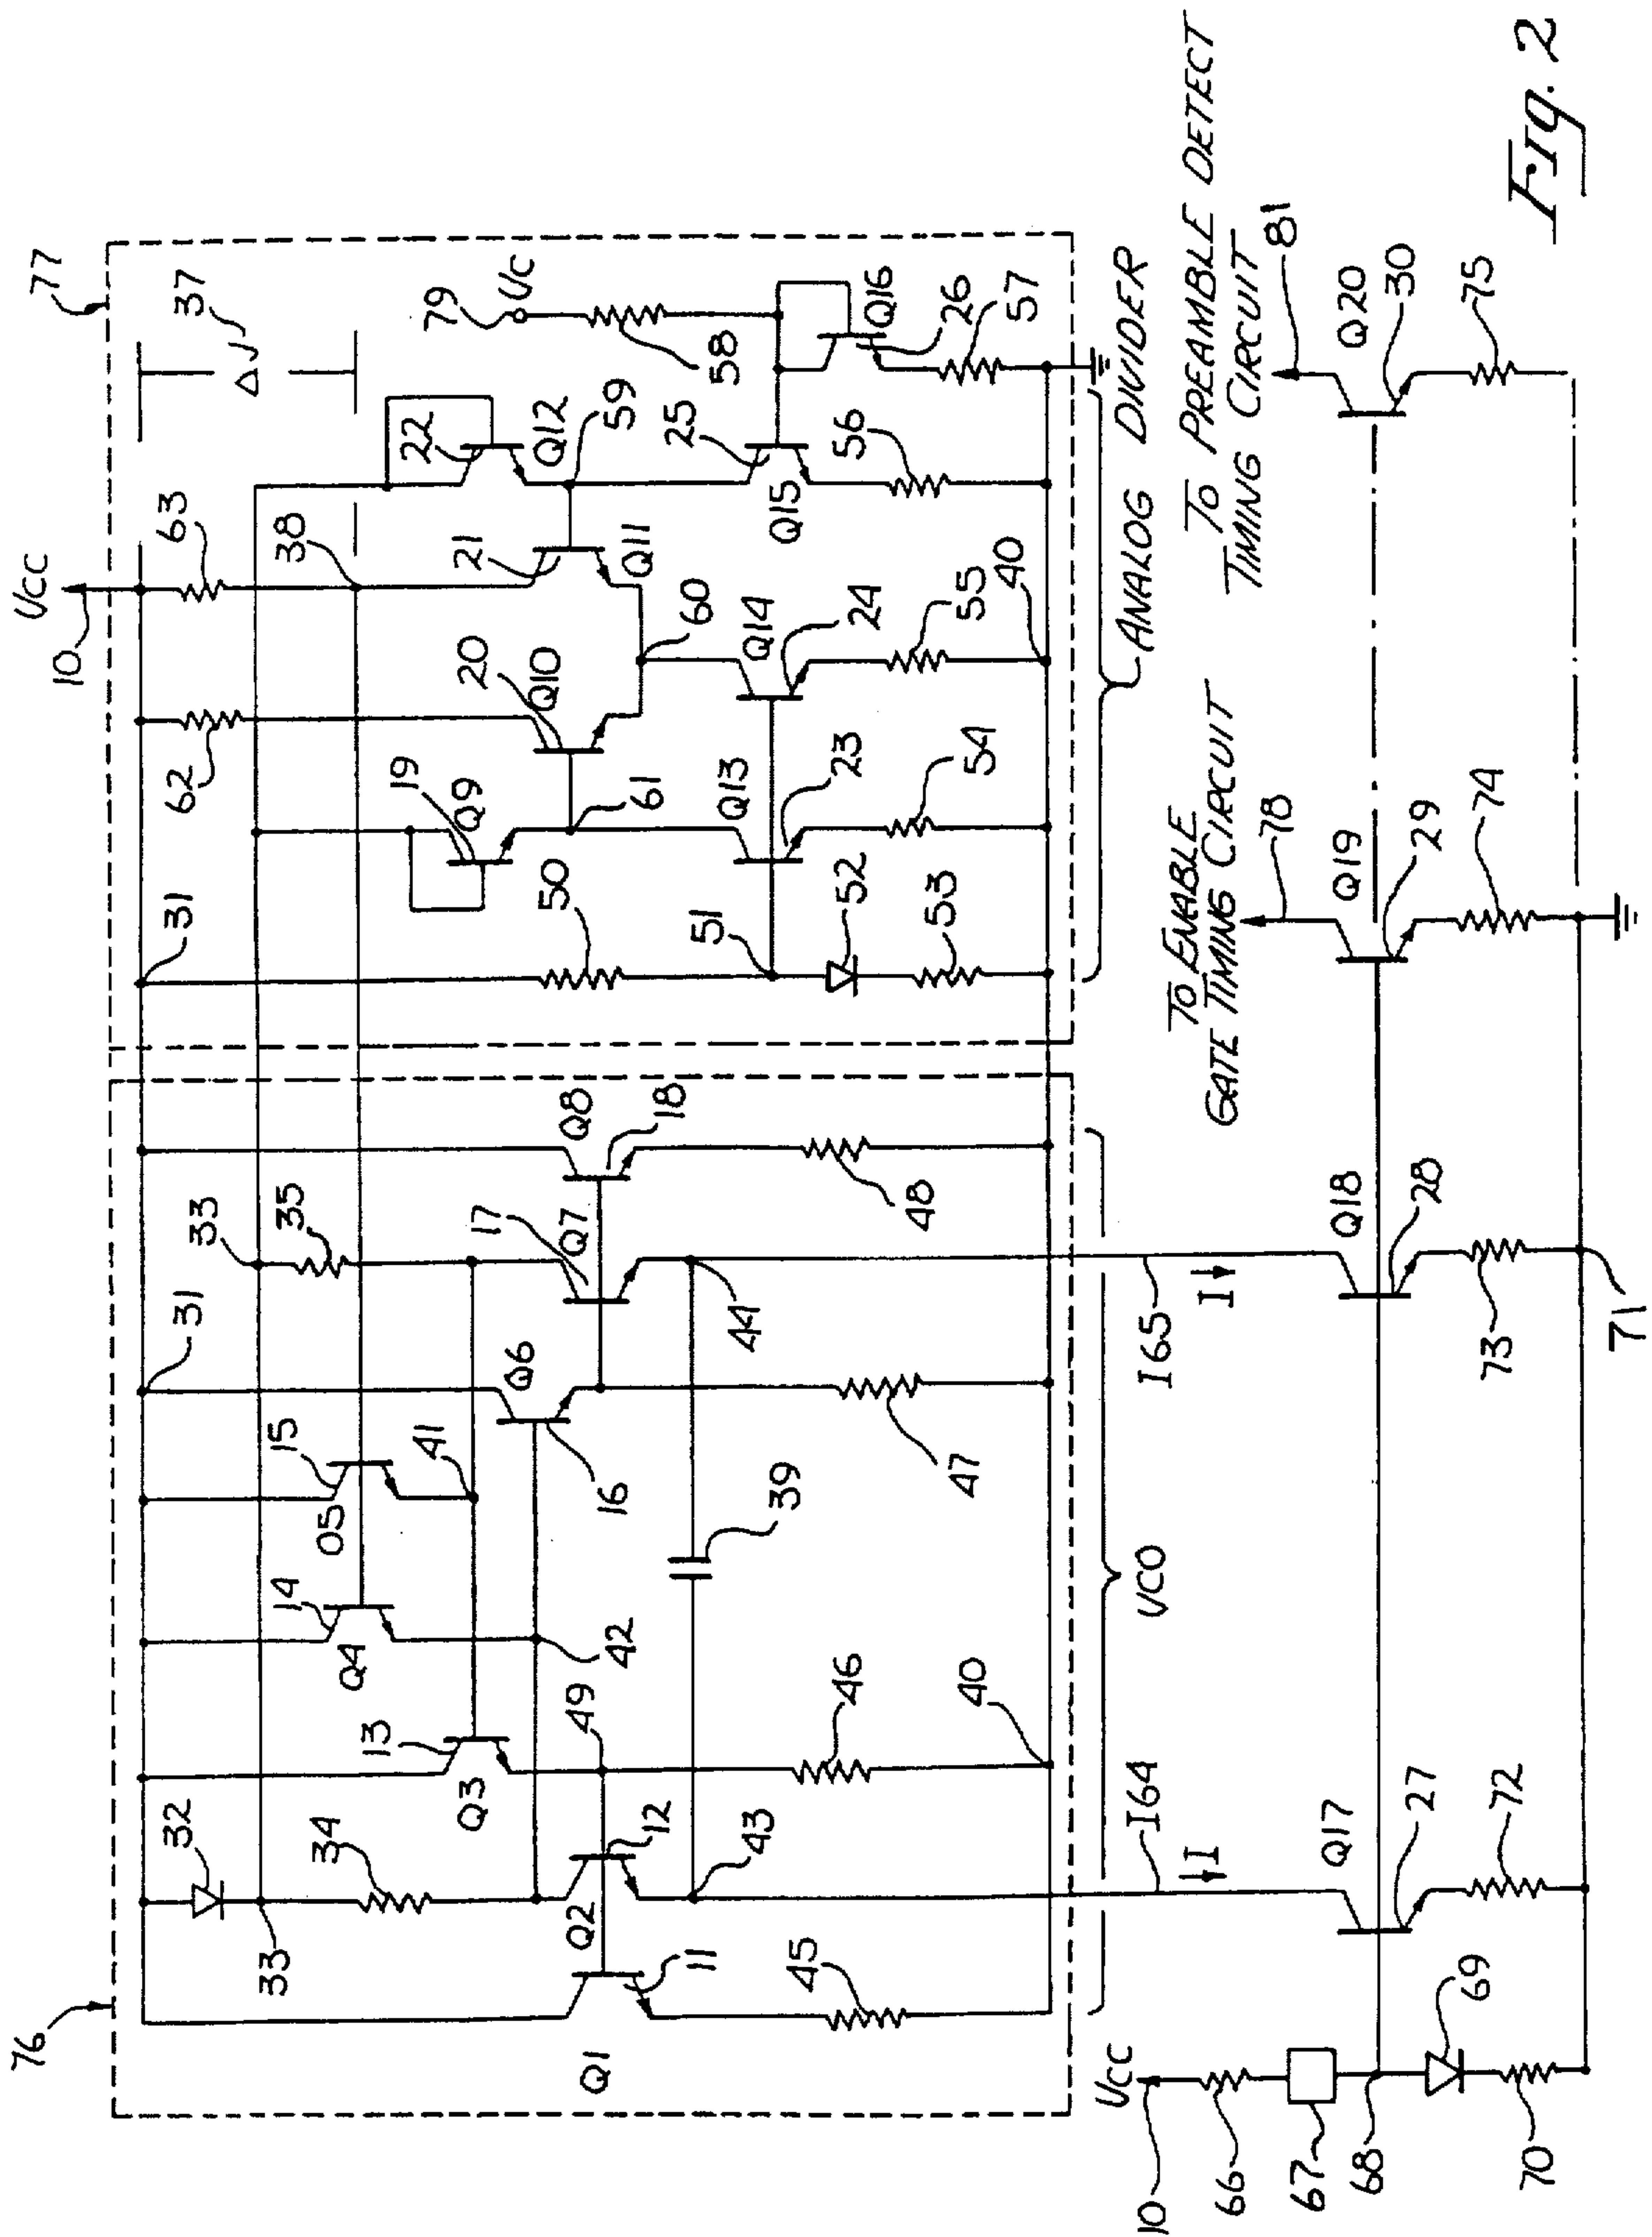 Fig. 2
77
76
VCC
10
63
37
ΔV
38
62
31
79
VC
22
Q12
58
59
21
Q11
20
Q10
19
Q9
60
61
50
51
52
53
Q13
23
54
Q14
24
55
40
25
Q15
56
Q16
26
57
ANALOG DIVIDER
33
35
31
32
34
33
15
O5
14
Q4
41
42
13
Q3
49
Q6
16
17
Q7
Q8
18
44
48
47
39
46
40
12
Q2
43
11
Q1
45
VCO
I64
I
I65
I
VCC
10
66
67
68
69
70
Q17
27
72
Q18
28
73
71
TO ENABLE
GATE TIMING CIRCUIT
78
Q19
29
74
TO PREAMBLE DETECT
TIMING CIRCUIT
81
Q20
30
75